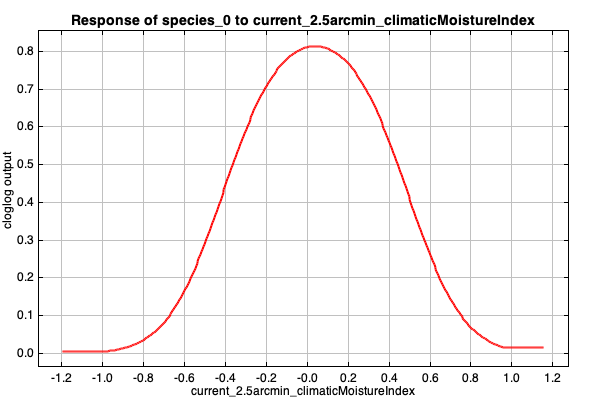 Response of species_0 to current_2.5arcmin_climaticMoistureIndex
cloglog output
0.8
0.7
0.6
0.5
0.4
0.3
0.2
0.1
0.0
-1.2 -1.0 -0.8 -0.6 -0.4 -0.2 -0.0 0.2 0.4 0.6 0.8 1.0 1.2
current_2.5arcmin_climaticMoistureIndex